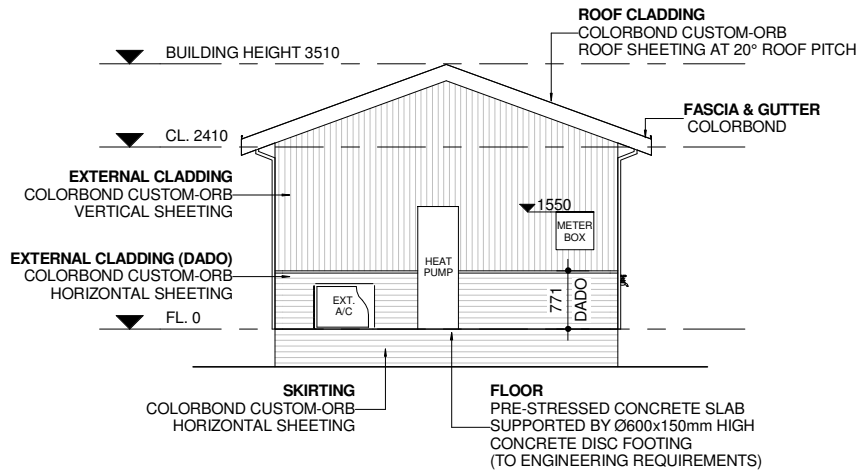 ROOF CLADDING
COLORBOND CUSTOM-ORB
ROOF SHEETING AT 20° ROOF PITCH
BUILDING HEIGHT 3510
FASCIA & GUTTER
COLORBOND
CL. 2410
EXTERNAL CLADDING
COLORBOND CUSTOM-ORB
VERTICAL SHEETING
1550
METER
BOX
EXTERNAL CLADDING (DADO)
COLORBOND CUSTOM-ORB
HORIZONTAL SHEETING
HEAT
PUMP
EXT.
A/C
771
DADO
FL. 0
SKIRTING
COLORBOND CUSTOM-ORB
HORIZONTAL SHEETING
FLOOR
PRE-STRESSED CONCRETE SLAB
SUPPORTED BY Ø600x150mm HIGH
CONCRETE DISC FOOTING
(TO ENGINEERING REQUIREMENTS)